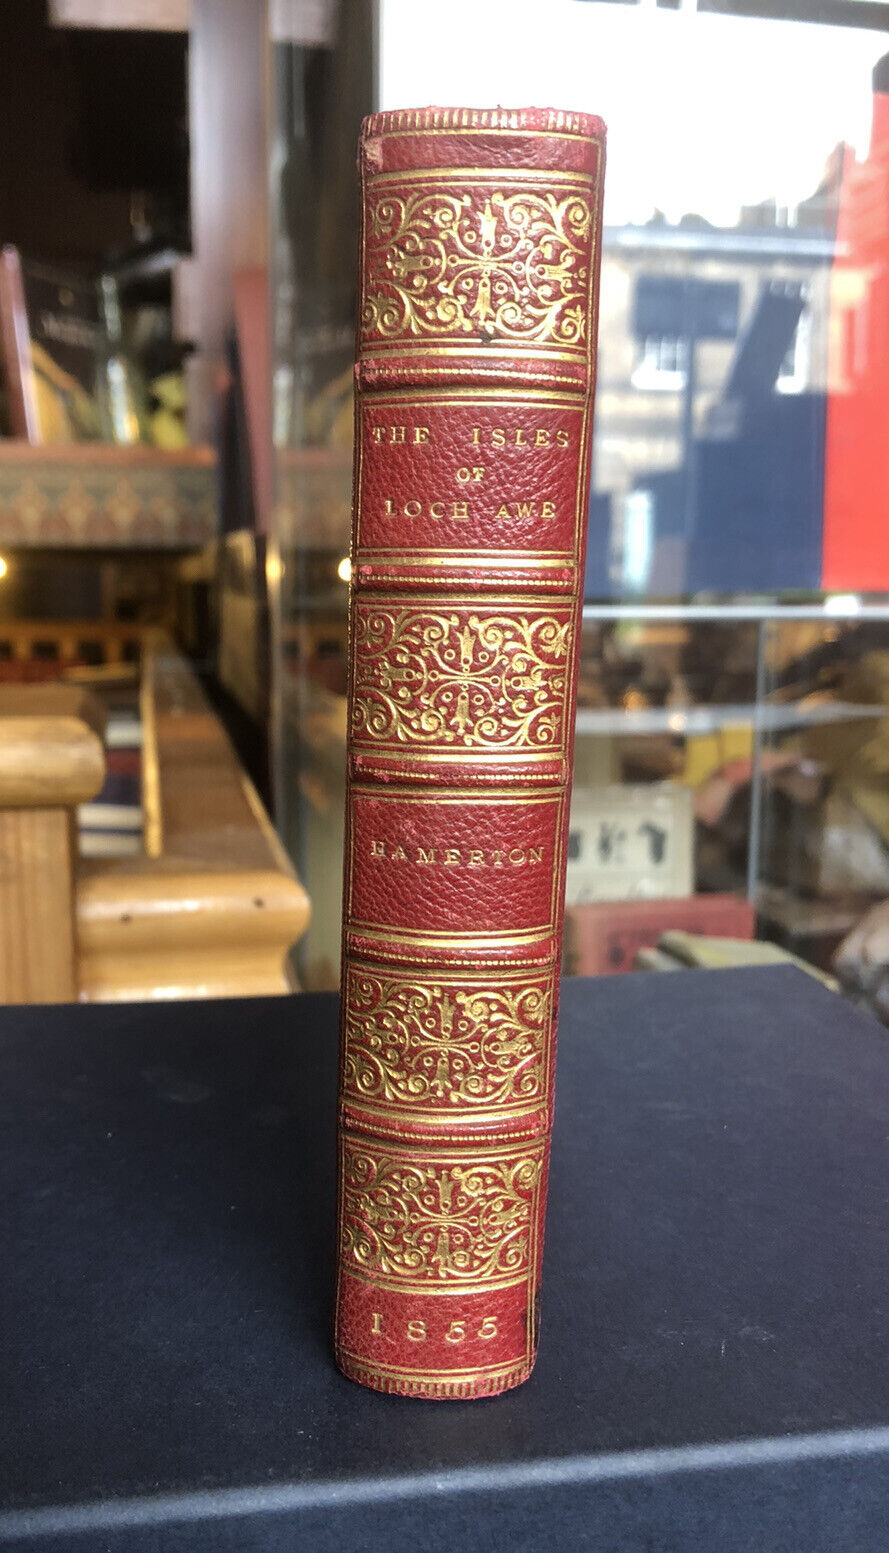 THE ISLES
OF
LOCH AWE
HAMERTON
1855